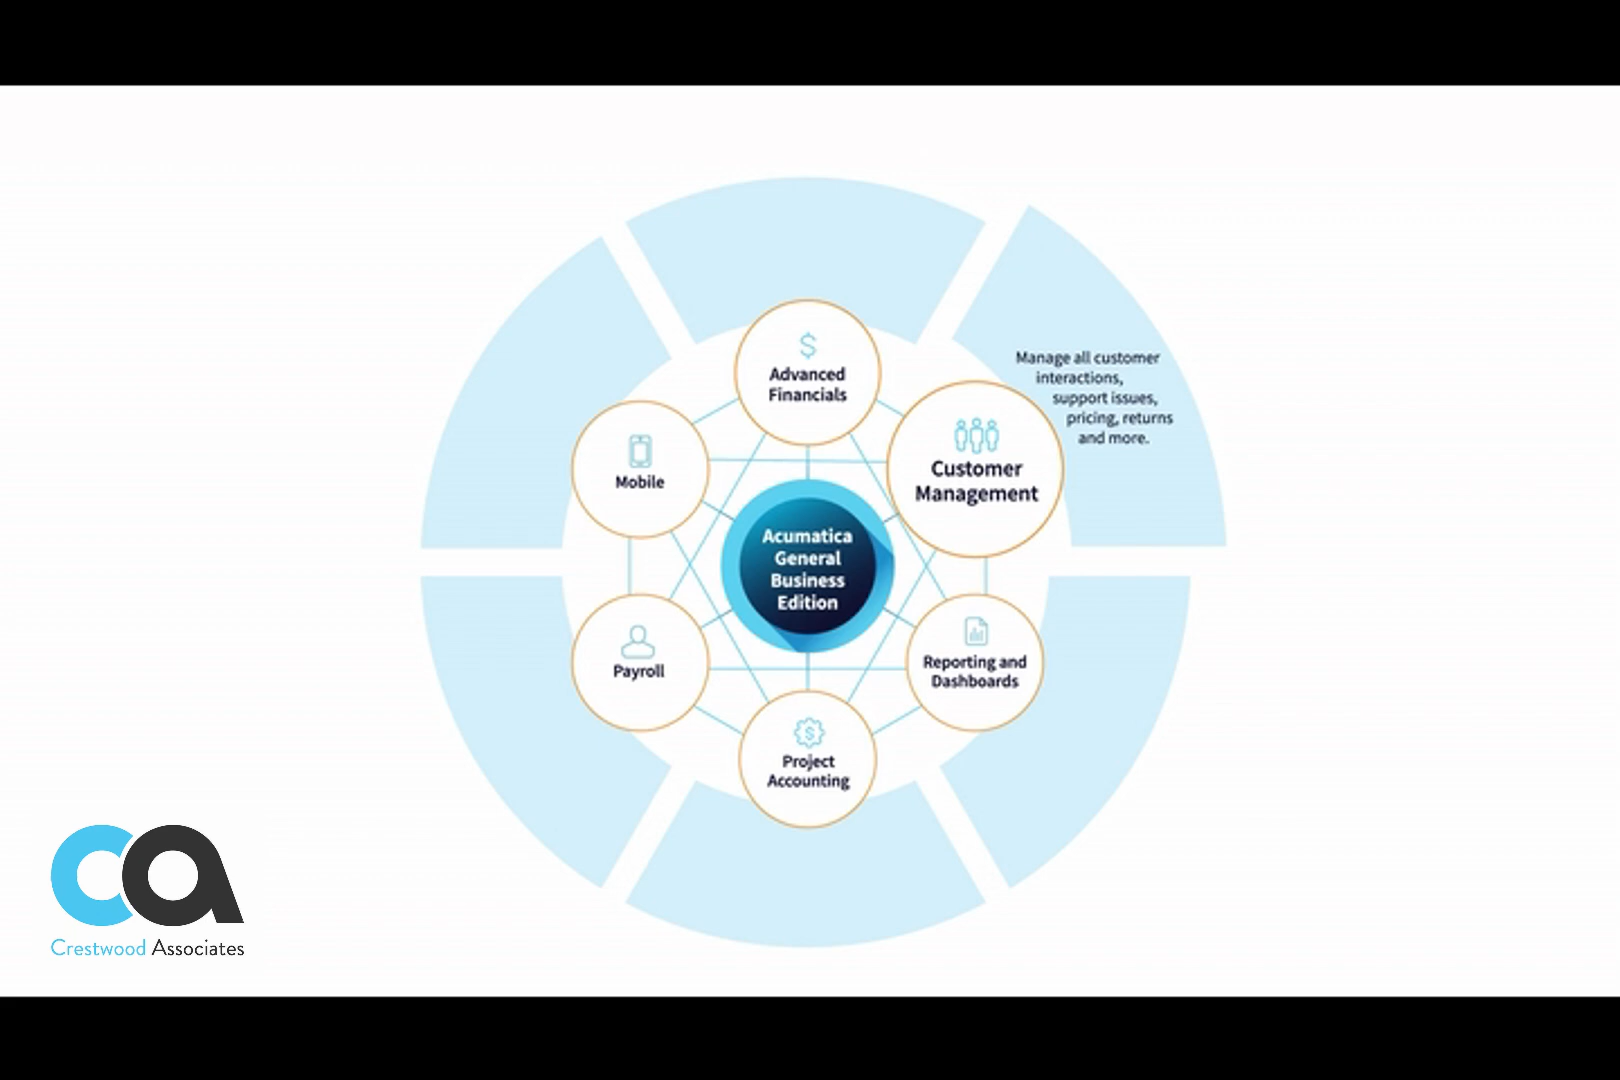 Advanced
Financials
Manage all customer
interactions,
support issues,
pricing, returns
and more.
Customer
Management
Mobile
Acumatica
General
Business
Edition
Payroll
Reporting and
Dashboards
Project
Accounting
ca
Crestwood Associates